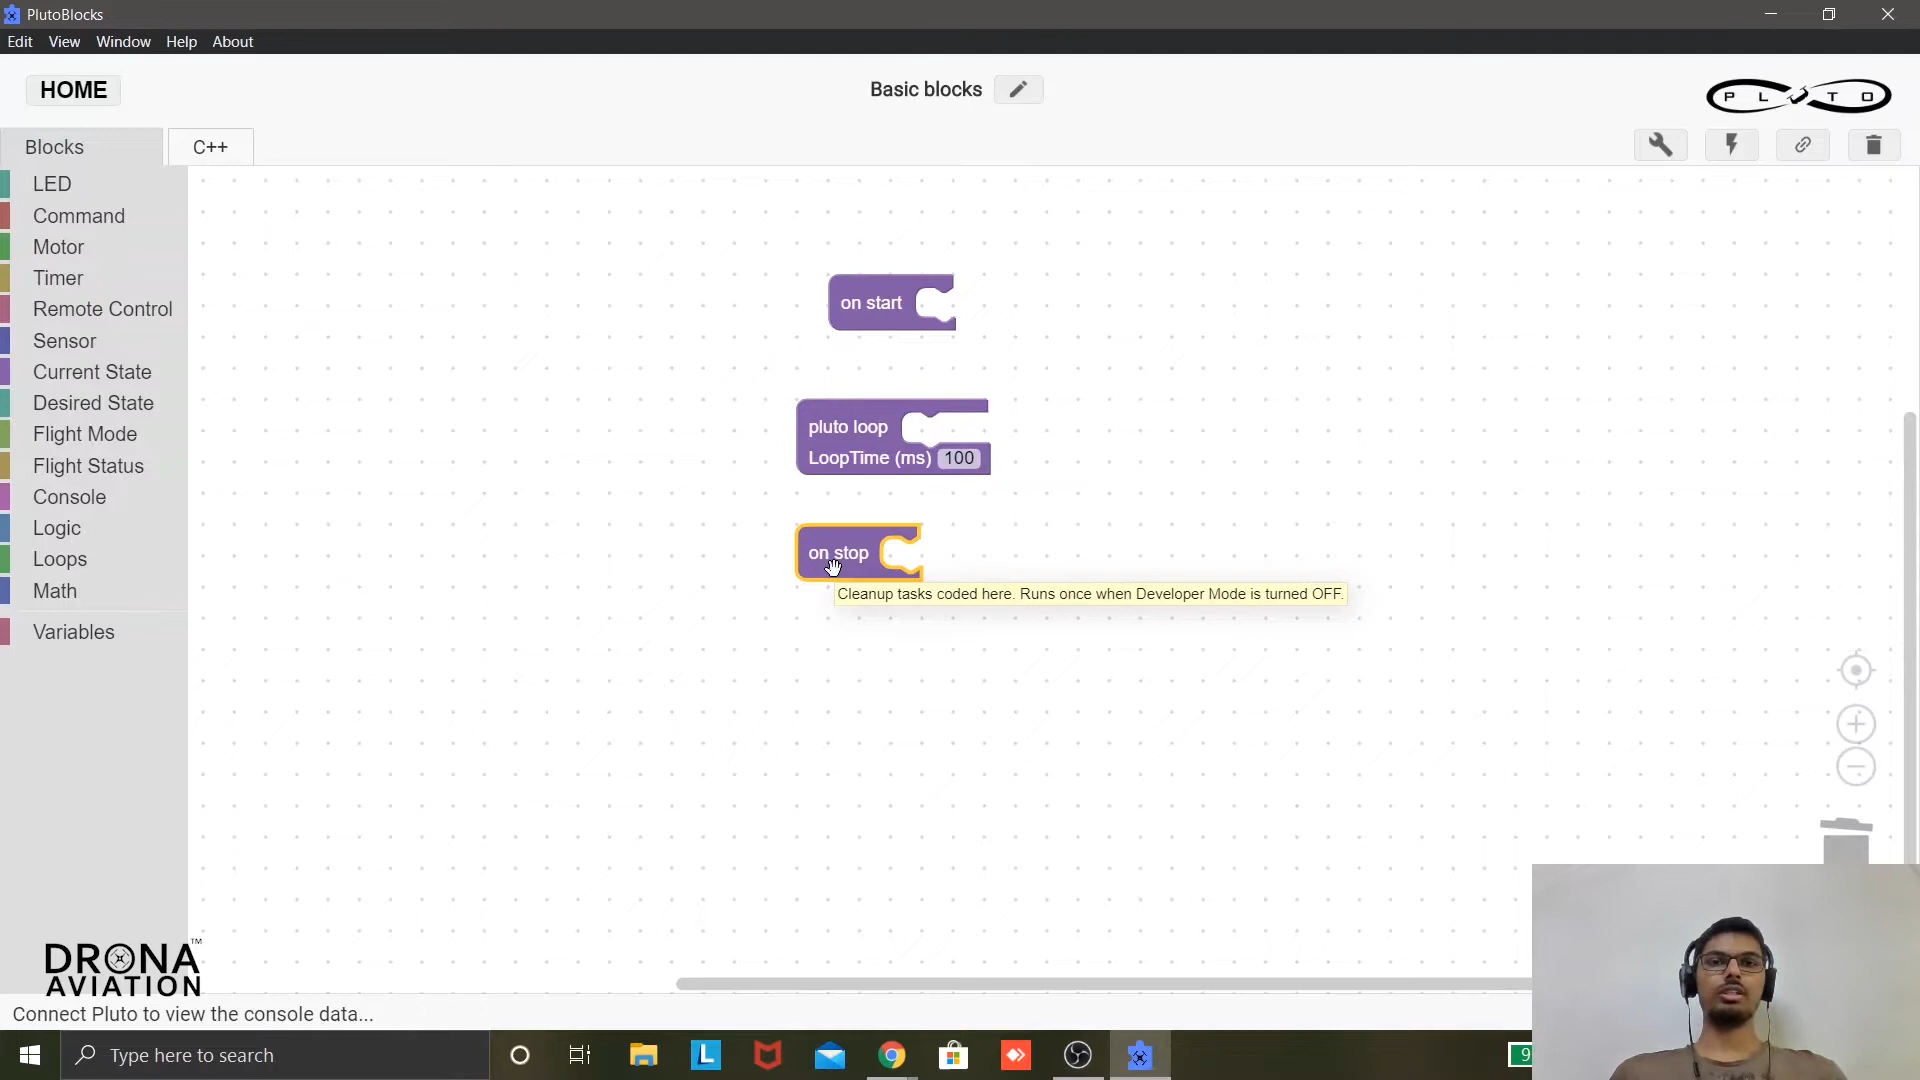 PlutoBlocks
Edit View Window Help About
HOME
Basic blocks
PLUTO
Blocks
C++
LED
Command
Motor
Timer
Remote Control
Sensor
Current State
Desired State
Flight Mode
Flight Status
Console
Logic
Loops
Math
Variables
on start
pluto loop
LoopTime (ms) 100
on stop
Cleanup tasks coded here. Runs once when Developer Mode is turned OFF.
DRONA™
AVIATION
Connect Pluto to view the console data...
Type here to search
L
9